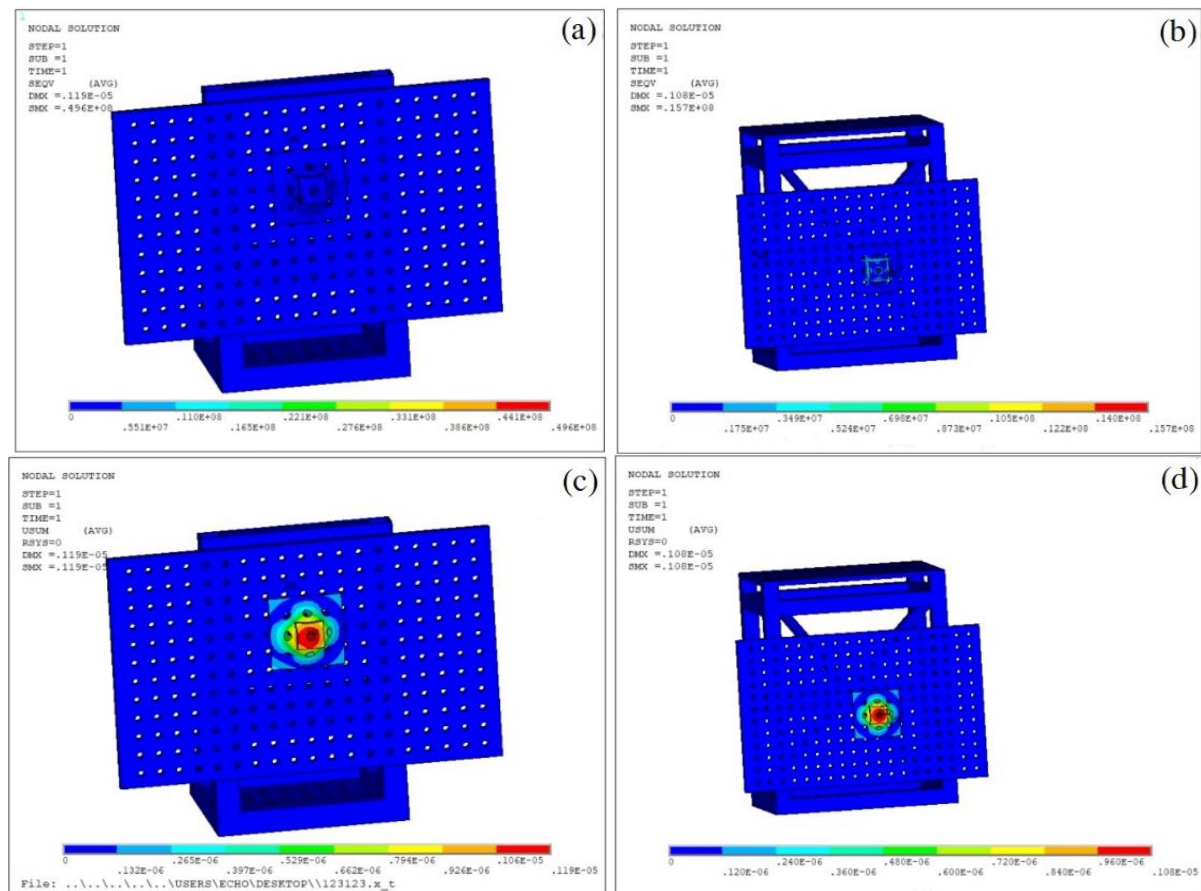 1
NODAL SOLUTION
(a)
STEP=1
SUB =1
TIME=1
SEQV (AVG)
DMX =.119E-05
SMX =.496E+08
0 .110E+08 .221E+08 .331E+08 .441E+08
.551E+07 .165E+08 .276E+08 .386E+08 .496E+08
NODAL SOLUTION
(b)
STEP=1
SUB =1
TIME=1
SEQV (AVG)
DMX =.108E-05
SMX =.157E+08
0 .349E+07 .698E+07 .105E+08 .140E+08
.175E+07 .524E+07 .873E+07 .122E+08 .157E+08
NODAL SOLUTION
(c)
STEP=1
SUB =1
TIME=1
USUM (AVG)
RSYS=0
DMX =.119E-05
SMX =.119E-05
0 .265E-06 .529E-06 .794E-06 .106E-05
.132E-06 .397E-06 .662E-06 .926E-06 .119E-05
File: ..\..\..\..\..\USERS\ECHO\DESKTOP\\123123.x_t
NODAL SOLUTION
(d)
STEP=1
SUB =1
TIME=1
USUM (AVG)
RSYS=0
DMX =.108E-05
SMX =.108E-05
0 .240E-06 .480E-06 .720E-06 .960E-06
.120E-06 .360E-06 .600E-06 .840E-06 .108E-05